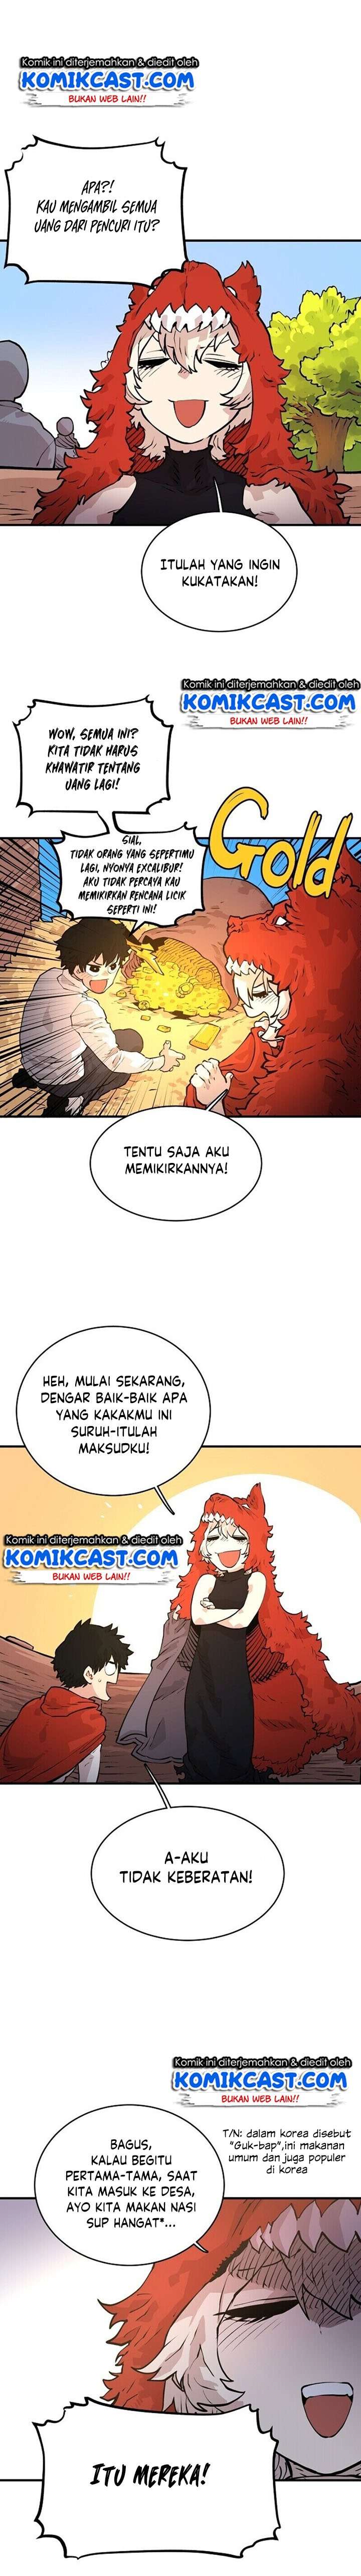 Komik ini diterjemahkan & diedit oleh
KOMIKCAST.COM
BUKAN WEB LAIN!!
APA?!
KAU MENGAMBIL SEMUA
UANG DARI PENCURI ITU?
ITULAH YANG INGIN
KUKATAKAN!
Komik ini diterjemahkan & diedit oleh
KOMIKCAST.COM
BUKAN WEB LAIN!!
WOW, SEMUA INI?
KITA TIDAK HARUS
KHAWATIR TENTANG
UANG LAGI!
SIAL,
TIDAK ORANG YANG SEPERTIMU
LAGI, NYONYA EXCALIBUR!
AKU TIDAK PERCAYA KAU
MEMIKIRKAN RENCANA LICIK
SEPERTI INI!
GOLD
TENTU SAJA AKU
MEMIKIRKANNYA!
HEH, MULAI SEKARANG,
DENGAR BAIK-BAIK APA
YANG KAKAKMU INI
SURUH-ITULAH
MAKSUDKU!
Komik ini diterjemahkan & diedit oleh
KOMIKCAST.COM
BUKAN WEB LAIN!!
A-AKU
TIDAK KEBERATAN!
Komik ini diterjemahkan & diedit oleh
KOMIKCAST.COM
BUKAN WEB LAIN!!
T/N: dalam korea disebut
"Guk-bap",ini makanan
umum dan juga populer
di korea
BAGUS,
KALAU BEGITU
PERTAMA-TAMA, SAAT
KITA MASUK KE DESA,
AYO KITA MAKAN NASI
SUP HANGAT*...
ITU MEREKA!